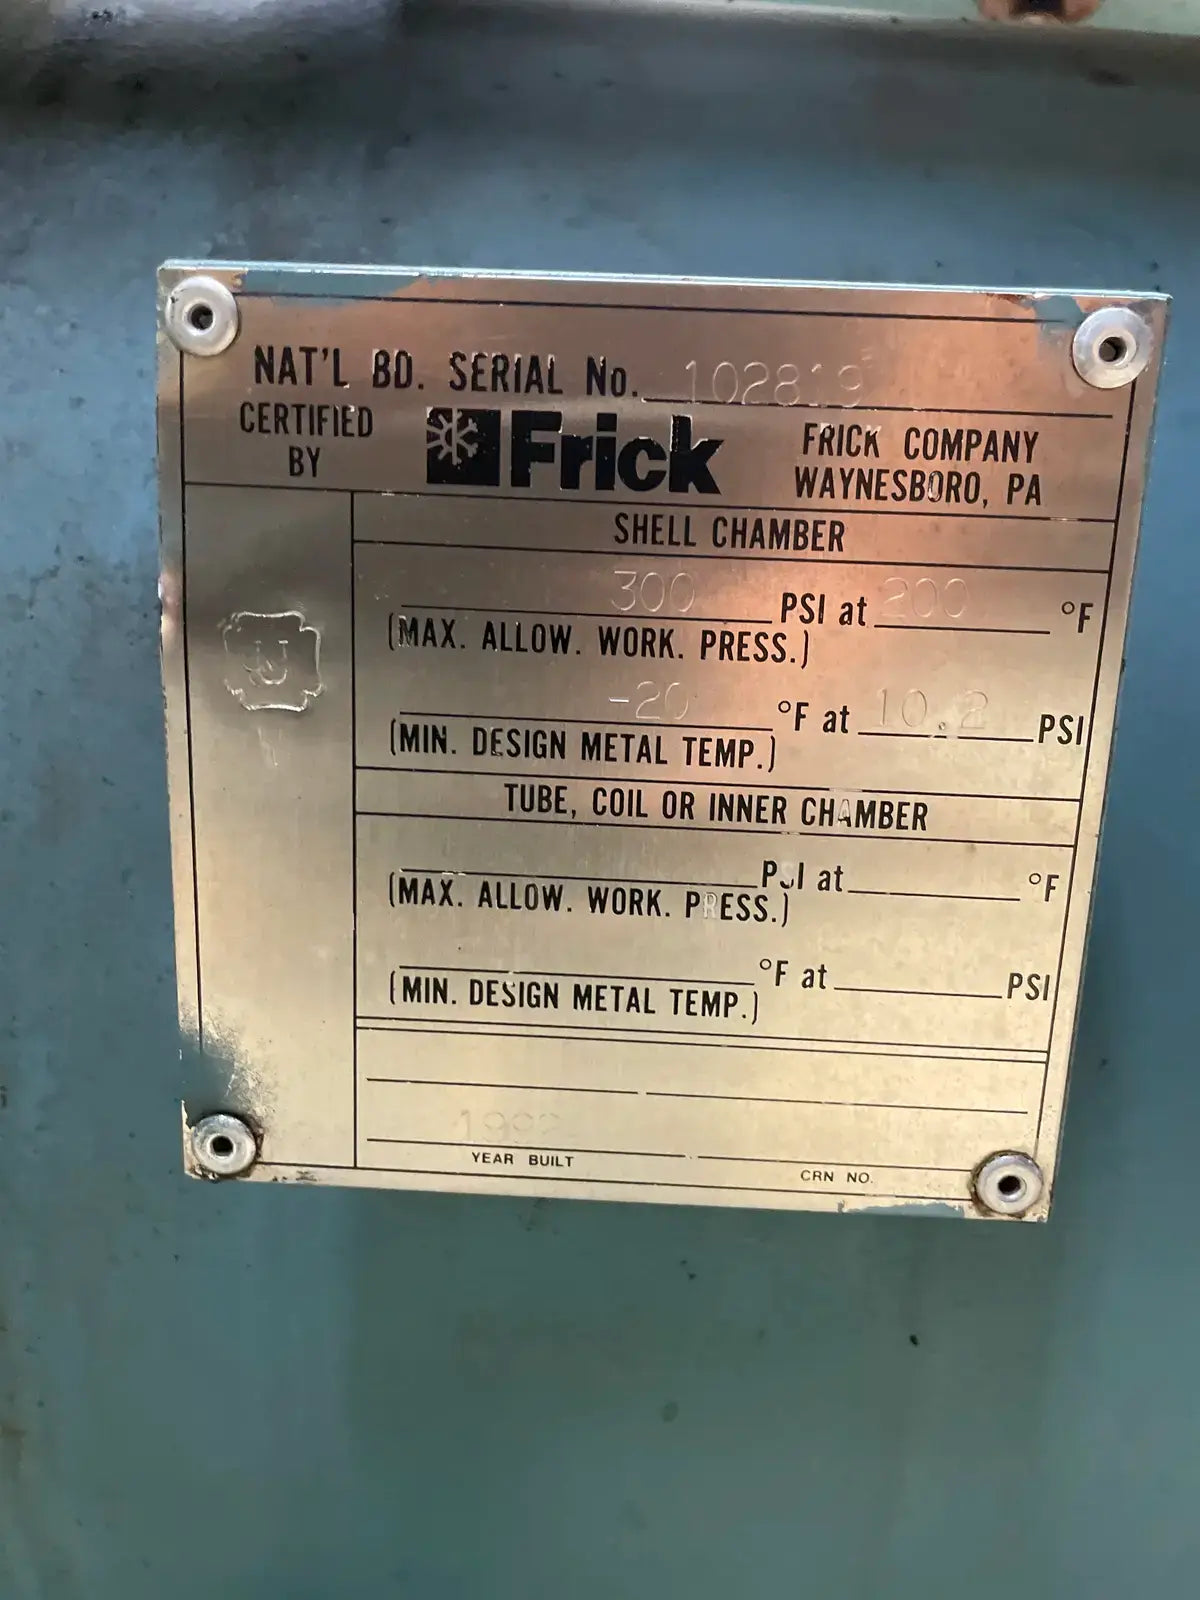 NAT'L BD. SERIAL No. 102819
CERTIFIED BY
Frick
FRICK COMPANY
WAYNESBORO, PA
SHELL CHAMBER
300 PSI at 200 °F
(MAX. ALLOW. WORK. PRESS.)
-20 °F at 10.2 PSI
(MIN. DESIGN METAL TEMP.)
TUBE, COIL OR INNER CHAMBER
PSI at °F
(MAX. ALLOW. WORK. PRESS.)
°F at PSI
(MIN. DESIGN METAL TEMP.)
YEAR BUILT
CRN NO.
U
W